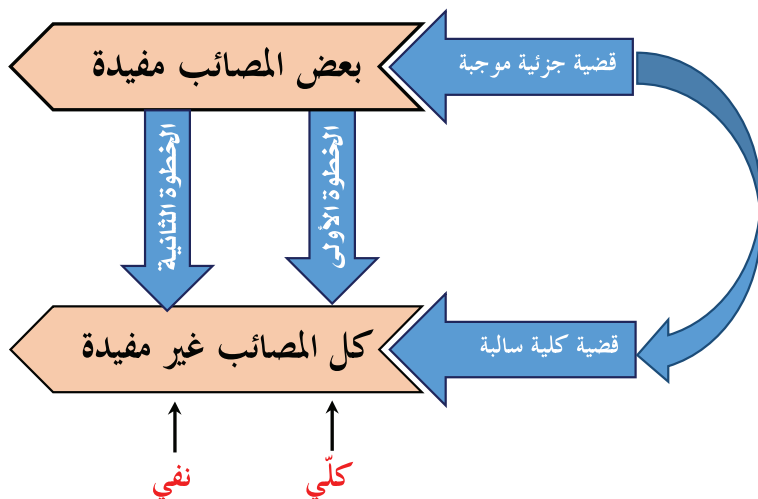 قضية جزئية موجبة
بعض المصائب مفيدة
الخطوة الأولى
الخطوة الثانية
قضية كلية سالبة
كل المصائب غير مفيدة
كلّي
نفي